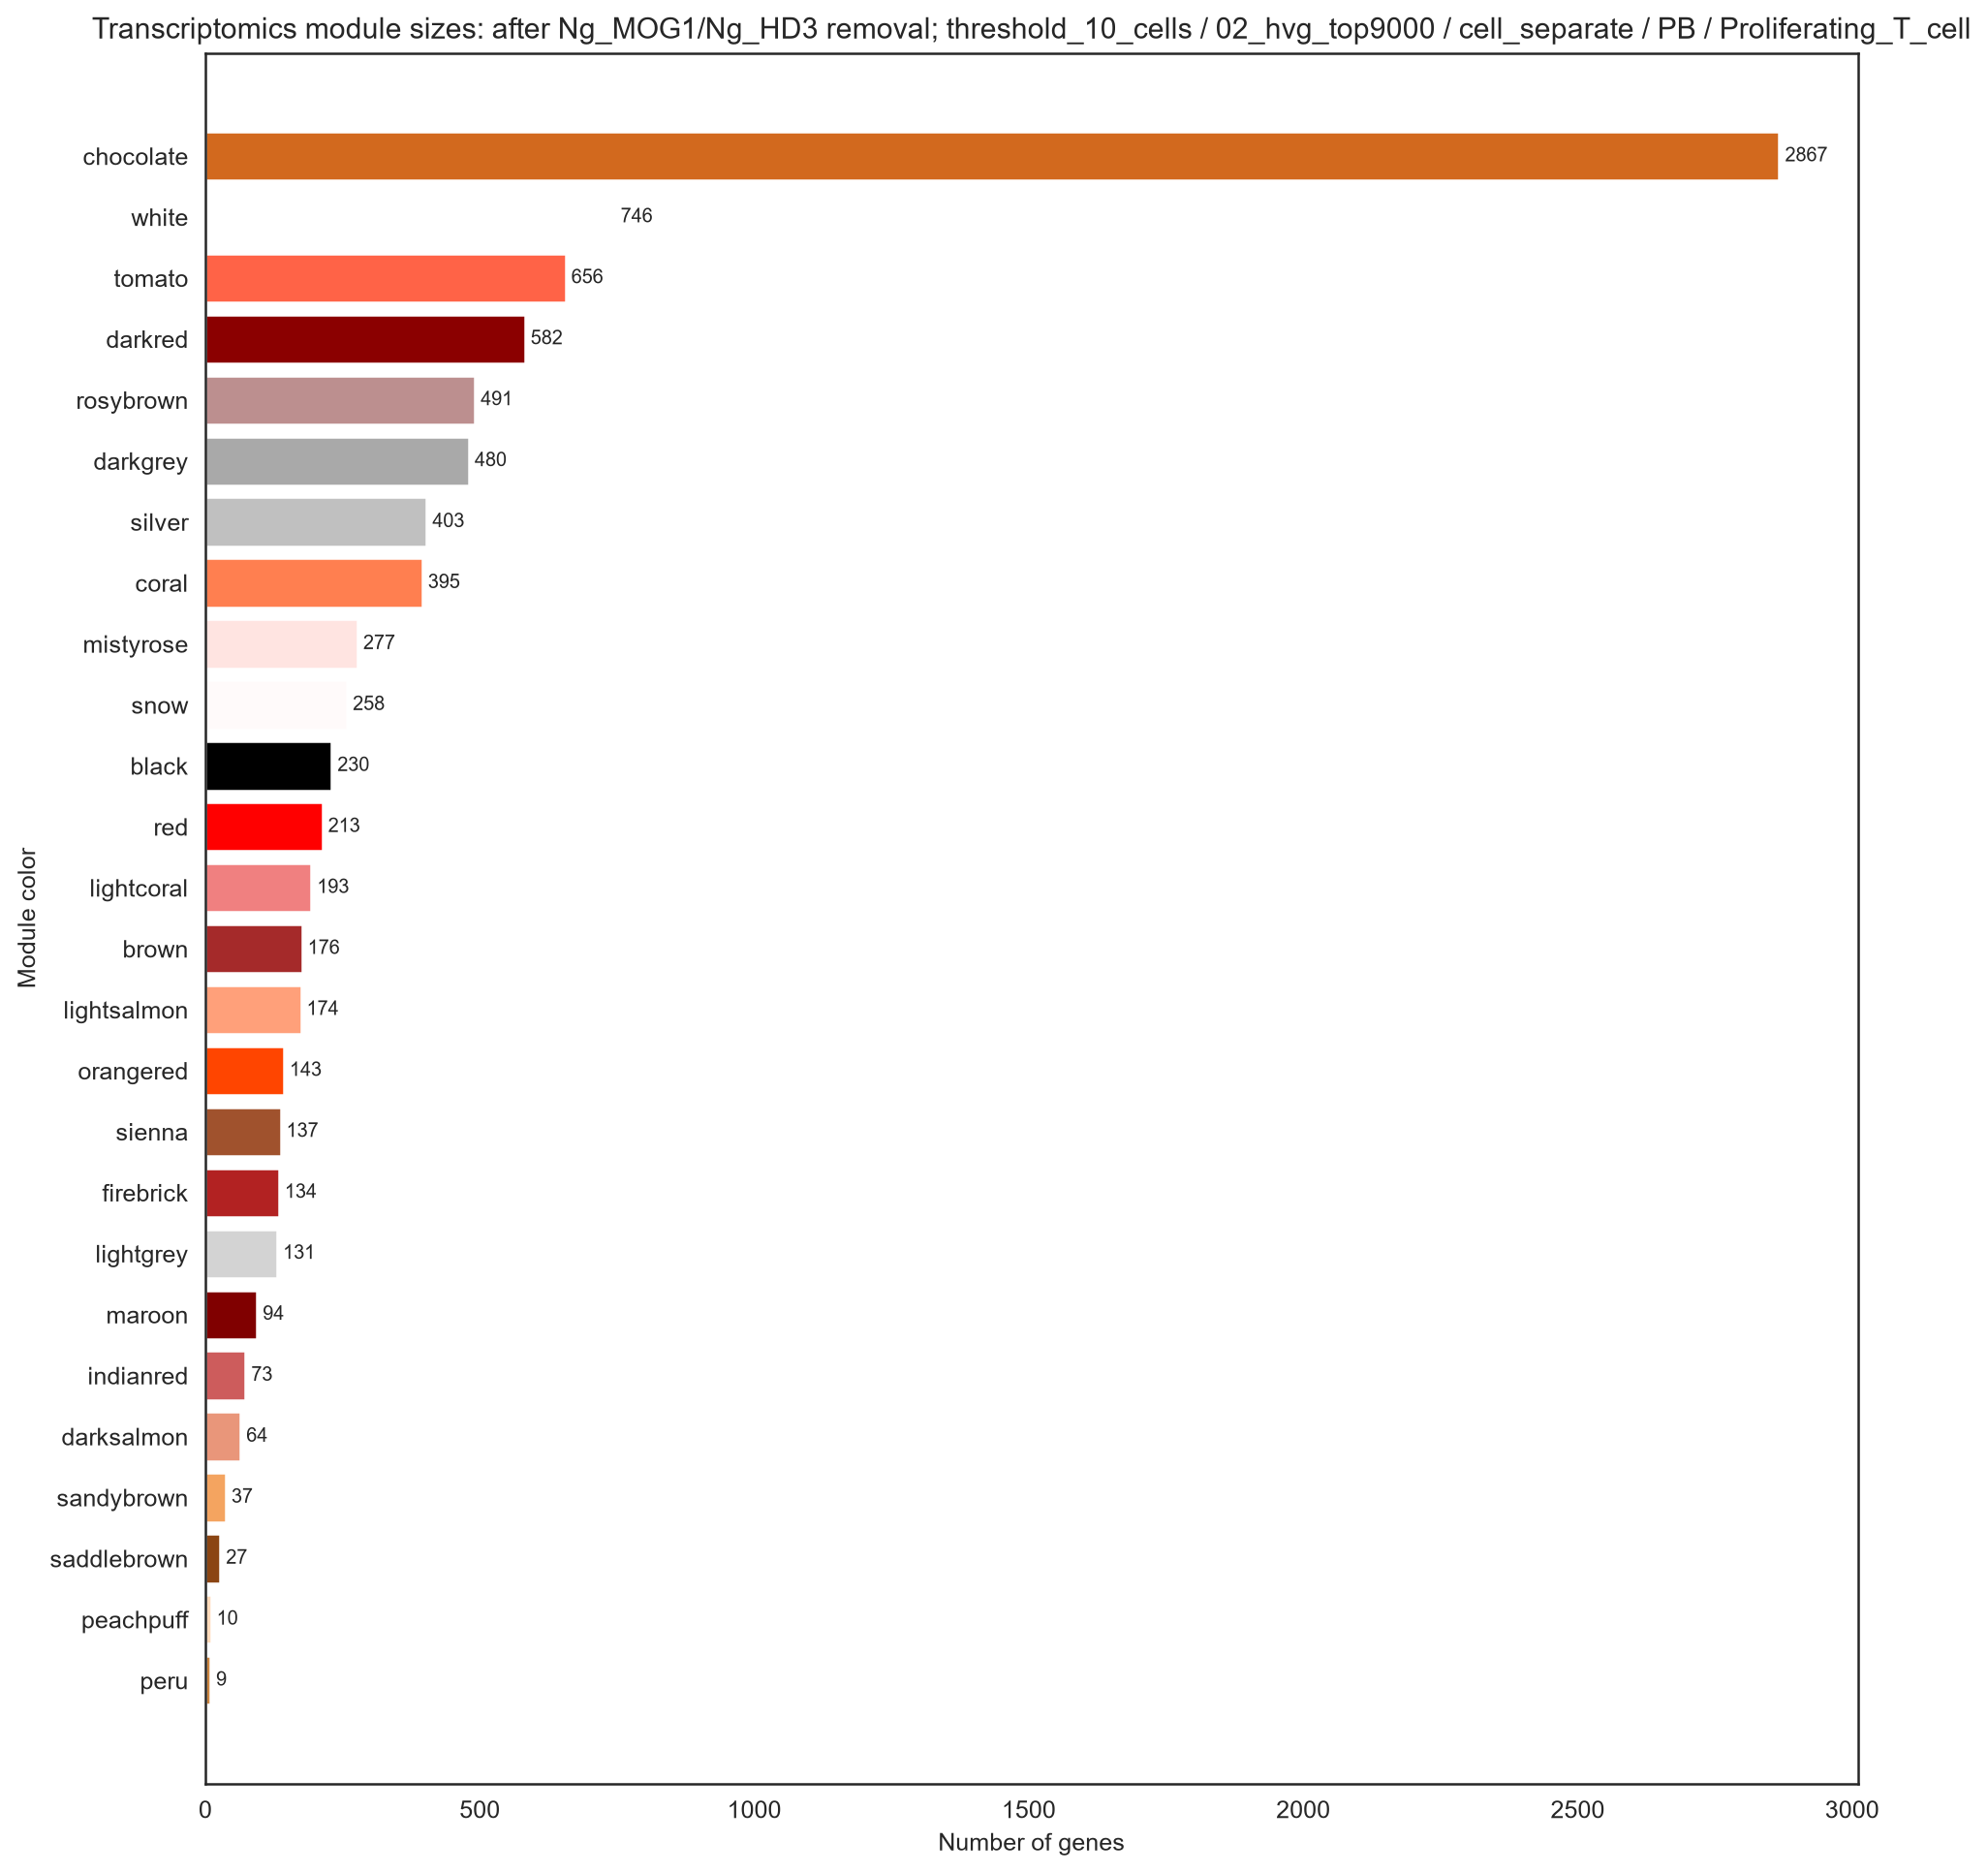 Transcriptomics module sizes: after Ng_MOG1/Ng_HD3 removal; threshold_10_cells / 02_hvg_top9000 / cell_separate / PB / Proliferating_T_cell
chocolate 2867
white 746
tomato 656
darkred 582
rosybrown 491
darkgrey 480
silver 403
coral 395
mistyrose 277
snow 258
black 230
red 213
lightcoral 193
brown 176
lightsalmon 174
orangered 143
sienna 137
firebrick 134
lightgrey 131
maroon 94
indianred 73
darksalmon 64
sandybrown 37
saddlebrown 27
peachpuff 10
peru 9
Module color
0 500 1000 1500 2000 2500 3000
Number of genes